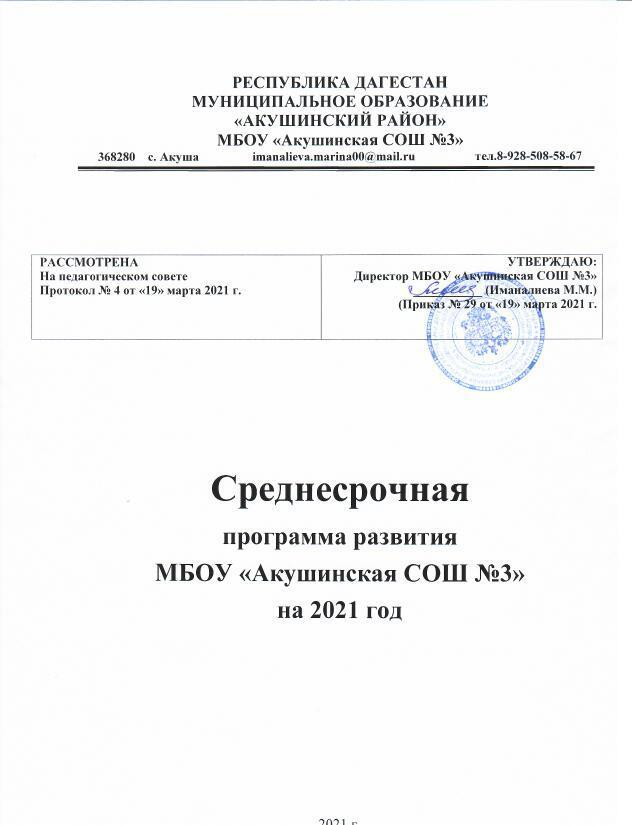 РЕСПУБЛИКА ДАГЕСТАН
МУНИЦИПАЛЬНОЕ ОБРАЗОВАНИЕ
«АКУШИНСКИЙ РАЙОН»
МБОУ «Акушинская СОШ №3»
368280 с. Акуша imanalieva.marina00@mail.ru тел.8-928-508-58-67
РАССМОТРЕНА
На педагогическом совете
Протокол № 4 от «19» марта 2021 г.
УТВЕРЖДАЮ:
Директор МБОУ «Акушинская СОШ №3»
(Иманалиева М.М.)
(Приказ № 29 от «19» марта 2021 г.
Среднесрочная
программа развития
МБОУ «Акушинская СОШ №3»
на 2021 год
2021 г